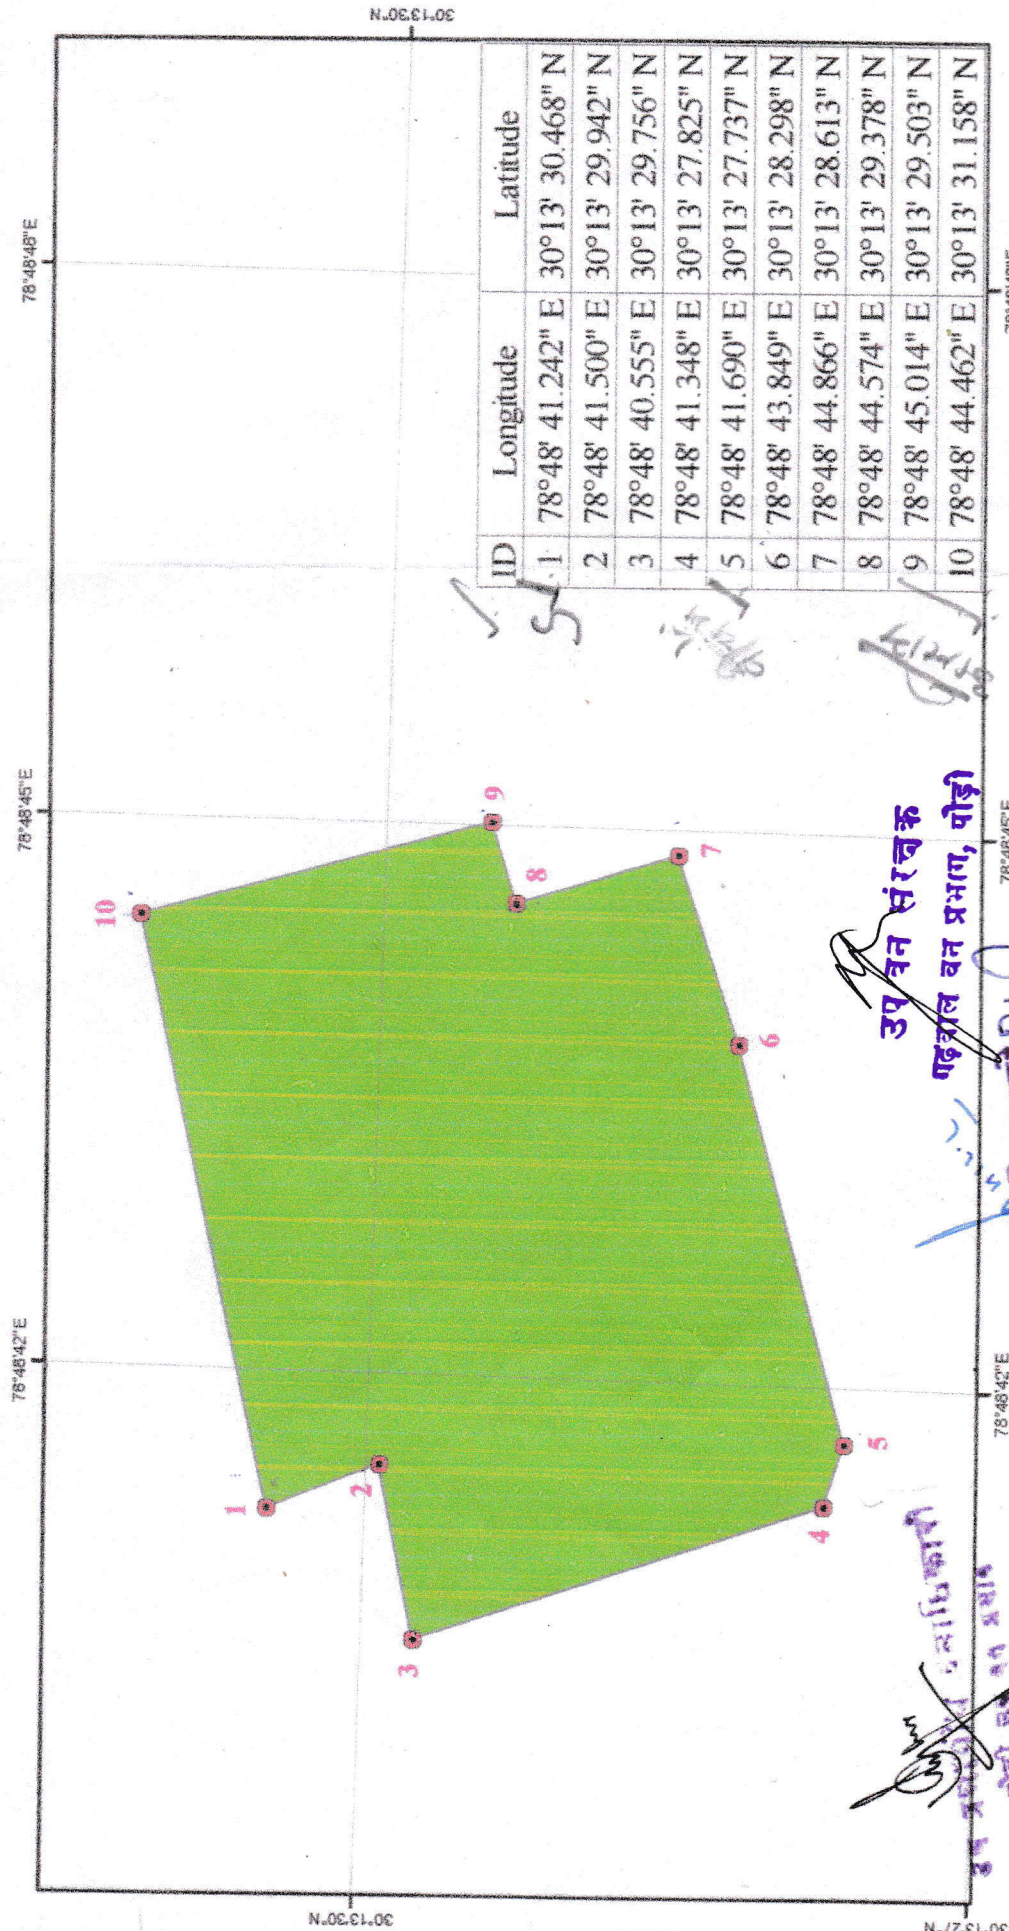 78°48'42"E
78°48'45"E
78°48'48"E
30°13'30"N
30°13'30"N
1
2
3
4
5
6
7
8
9
10
ID Longitude Latitude
1 78°48' 41.242" E 30°13' 30.468" N
2 78°48' 41.500" E 30°13' 29.942" N
3 78°48' 40.555" E 30°13' 29.756" N
4 78°48' 41.348" E 30°13' 27.825" N
5 78°48' 41.690" E 30°13' 27.737" N
6 78°48' 43.849" E 30°13' 28.298" N
7 78°48' 44.866" E 30°13' 28.613" N
8 78°48' 44.574" E 30°13' 29.378" N
9 78°48' 45.014" E 30°13' 29.503" N
10 78°48' 44.462" E 30°13' 31.158" N
उप वन संरक्षक
गढ़वाल वन प्रभाग, पौड़ी
30°13'27"N
78°48'42"E
78°48'45"E